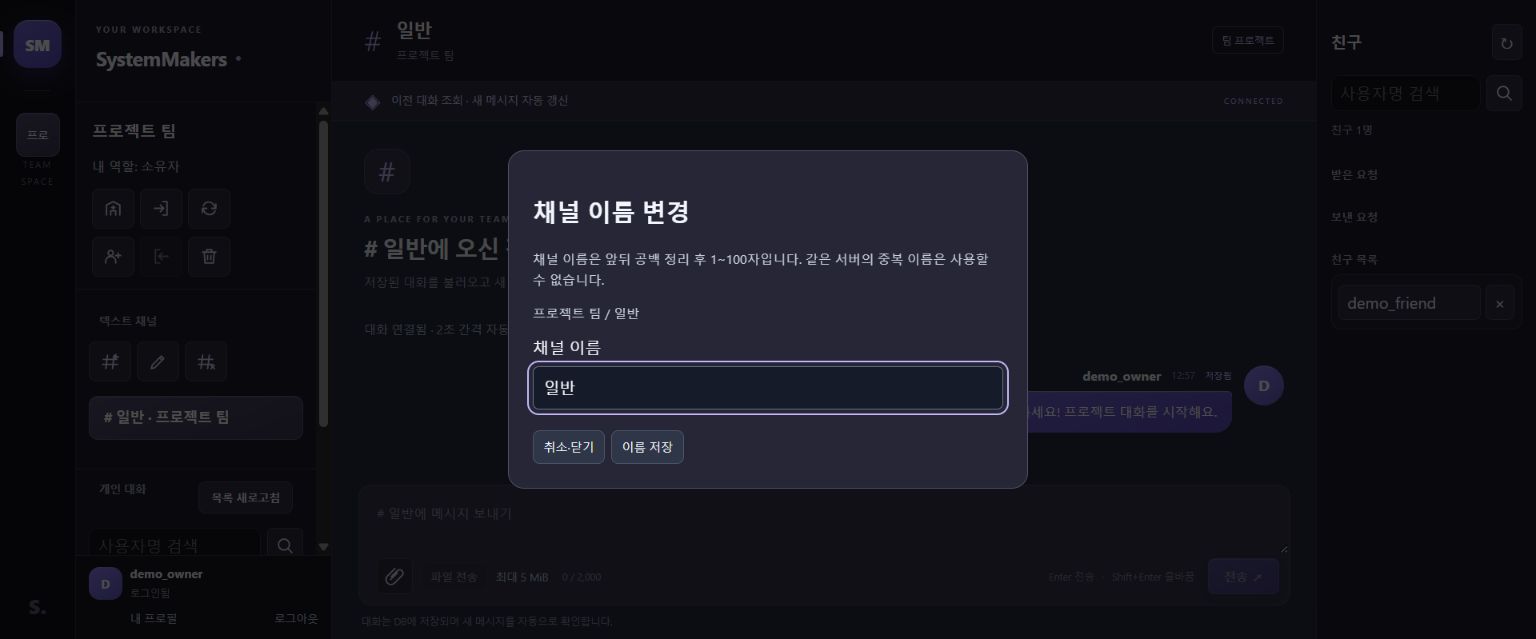 SM
프로
TEAM
SPACE
S.
YOUR WORKSPACE
SystemMakers
프로젝트 팀
내 역할: 소유자
텍스트 채널
# 일반 · 프로젝트 팀
개인 대화
목록 새로고침
사용자명 검색
D
demo_owner
로그인됨
내 프로필
로그아웃
# 일반
프로젝트 팀
팀 프로젝트
이전 대화 조회 · 새 메시지 자동 갱신
CONNECTED
#
A PLACE FOR YOUR TEAM
# 일반에 오신
저장된 대화를 불러오고 새
대화 연결됨 · 2초 간격 자동
demo_owner 12:57 저장됨
D
세요! 프로젝트 대화를 시작해요.
채널 이름 변경
채널 이름은 앞뒤 공백 정리 후 1~100자입니다. 같은 서버의 중복 이름은 사용할
수 없습니다.
프로젝트 팀 / 일반
채널 이름
일반
취소·닫기
이름 저장
# 일반에 메시지 보내기
파일 전송
최대 5 MiB
0 / 2,000
Enter 전송 · Shift+Enter 줄바꿈
전송 ↗
대화는 DB에 저장되며 새 메시지를 자동으로 확인합니다.
친구
↻
사용자명 검색
친구 1명
받은 요청
보낸 요청
친구 목록
demo_friend
×